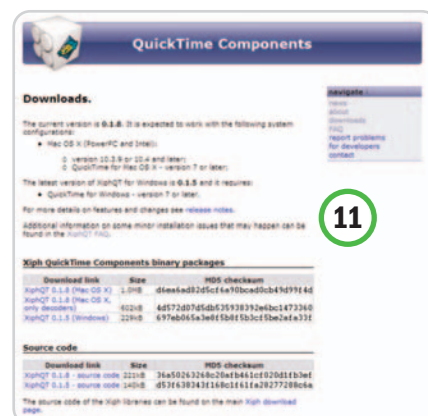 QuickTime Components
Downloads.
The current version is 0.1.8. It is expected to work with the following system
configurations:
Mac OS X (PowerPC and Intel):
version 10.3.9 or 10.4 and later;
QuickTime for Mac OS X - version 7 or later;
The latest version of XiphQT for Windows is 0.1.5 and it requires:
QuickTime for Windows - version 7 or later.
For more details on features and changes see release notes.
Additional information on some minor installation issues that may happen can be
found in the XiphQT FAQ.
navigate :
news
about
downloads
FAQ
report problems
for developers
contact
11
Xiph QuickTime Components binary packages
Download link Size MD5 checksum
XiphQT 0.1.8 (Mac OS X) 1.0MB
XiphQT 0.1.8 (Mac OS X,
only decoders) 602kB
XiphQT 0.1.5 (Windows) 229kB
Source code
Download link Size MD5 checksum
XiphQT 0.1.8 - source code 221kB
XiphQT 0.1.5 - source code 140kB
The source code of the Xiph libraries can be found on the main Xiph download
page.